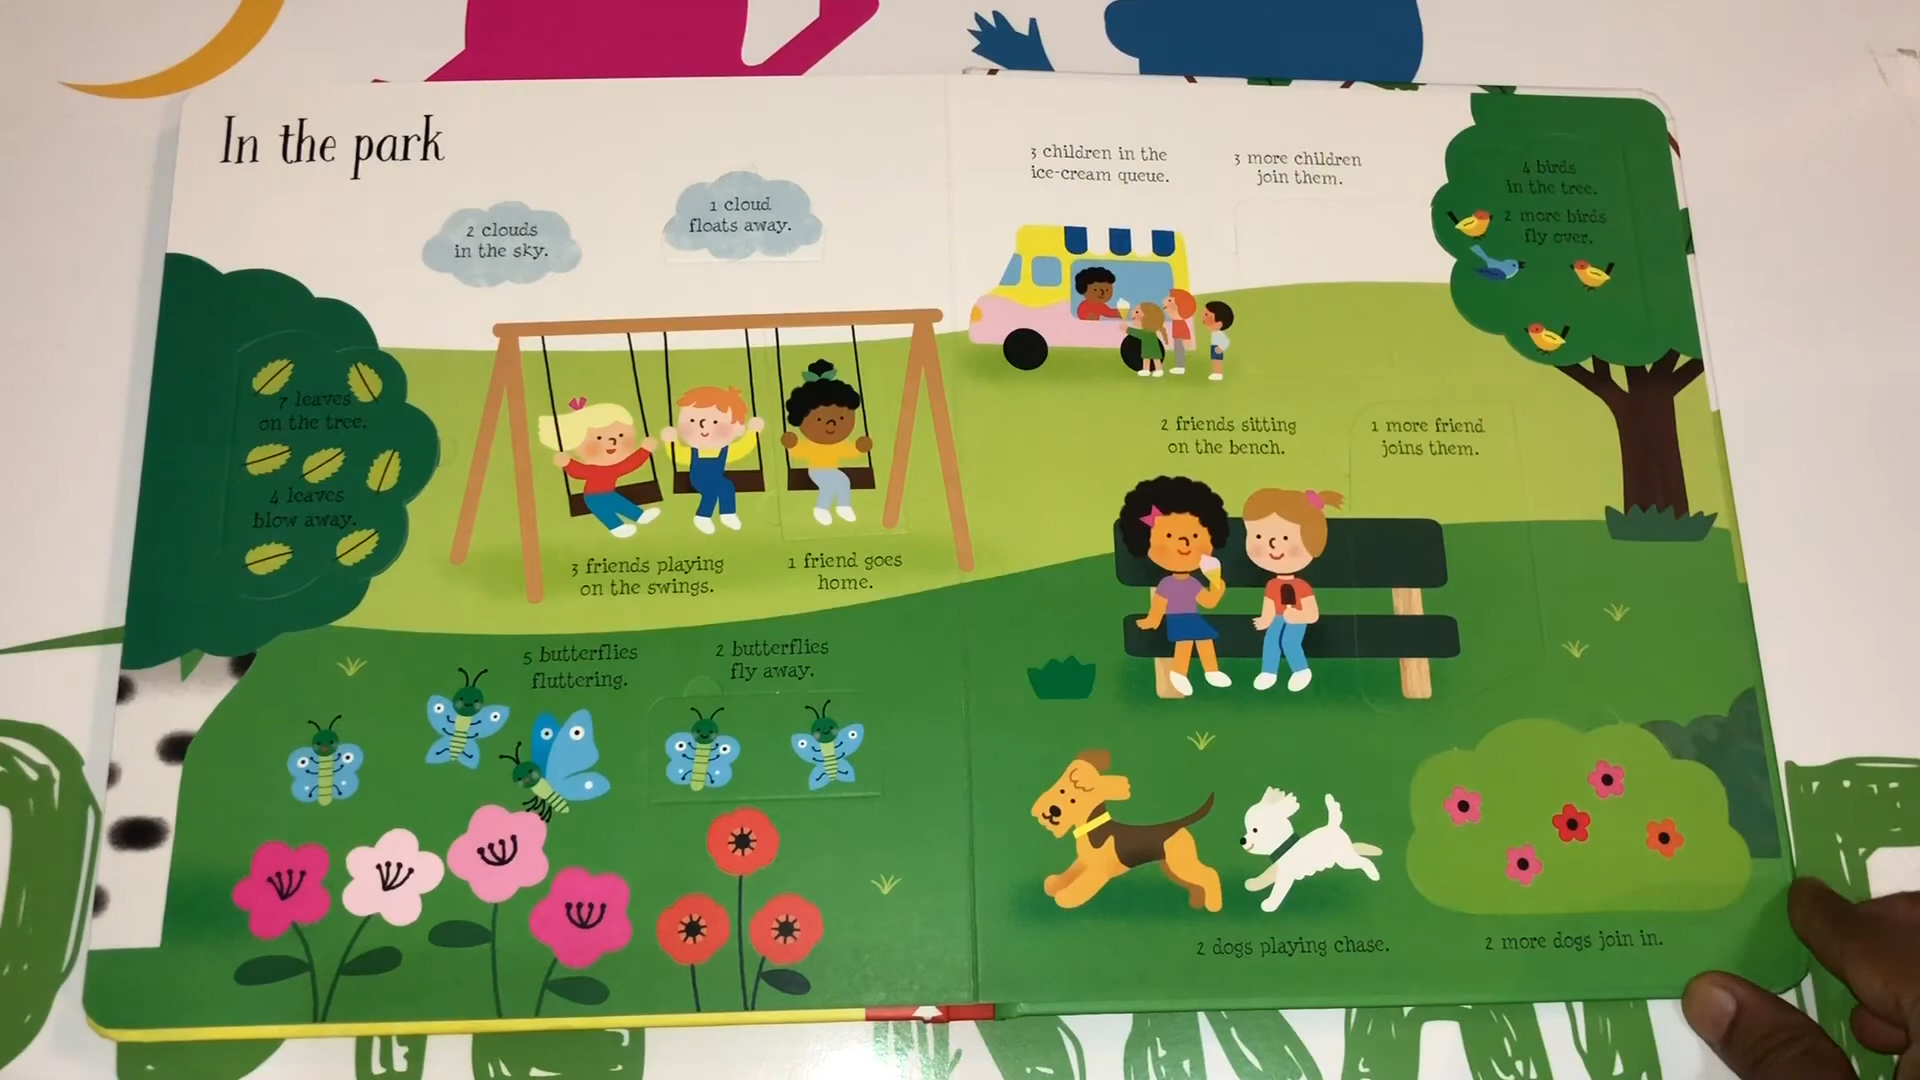 In the park
2 clouds
in the sky.
1 cloud
floats away.
7 leaves
on the tree.
4 leaves
blow away.
3 friends playing
on the swings.
1 friend goes
home.
5 butterflies
fluttering.
2 butterflies
fly away.
3 children in the
ice-cream queue.
3 more children
join them.
4 birds
in the tree.
2 more birds
fly over.
2 friends sitting
on the bench.
1 more friend
joins them.
2 dogs playing chase.
2 more dogs join in.